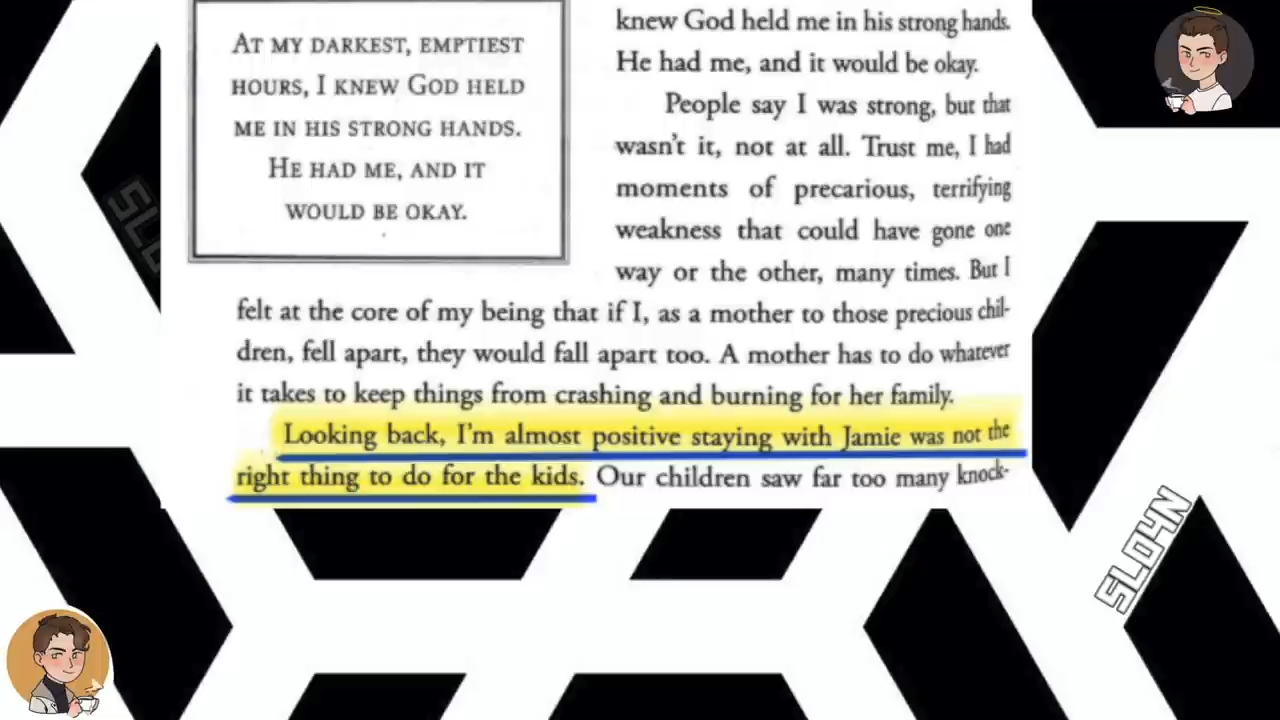 AT MY DARKEST, EMPTIEST
HOURS, I KNEW GOD HELD
ME IN HIS STRONG HANDS.
HE HAD ME, AND IT
WOULD BE OKAY.
knew God held me in his strong hands.
He had me, and it would be okay.
People say I was strong, but that
wasn't it, not at all. Trust me, I had
moments of precarious, terrifying
weakness that could have gone one
way or the other, many times. But I
felt at the core of my being that if I, as a mother to those precious chil-
dren, fell apart, they would fall apart too. A mother has to do whatever
it takes to keep things from crashing and burning for her family.
Looking back, I'm almost positive staying with Jamie was not the
right thing to do for the kids. Our children saw far too many knock-
SLO4N